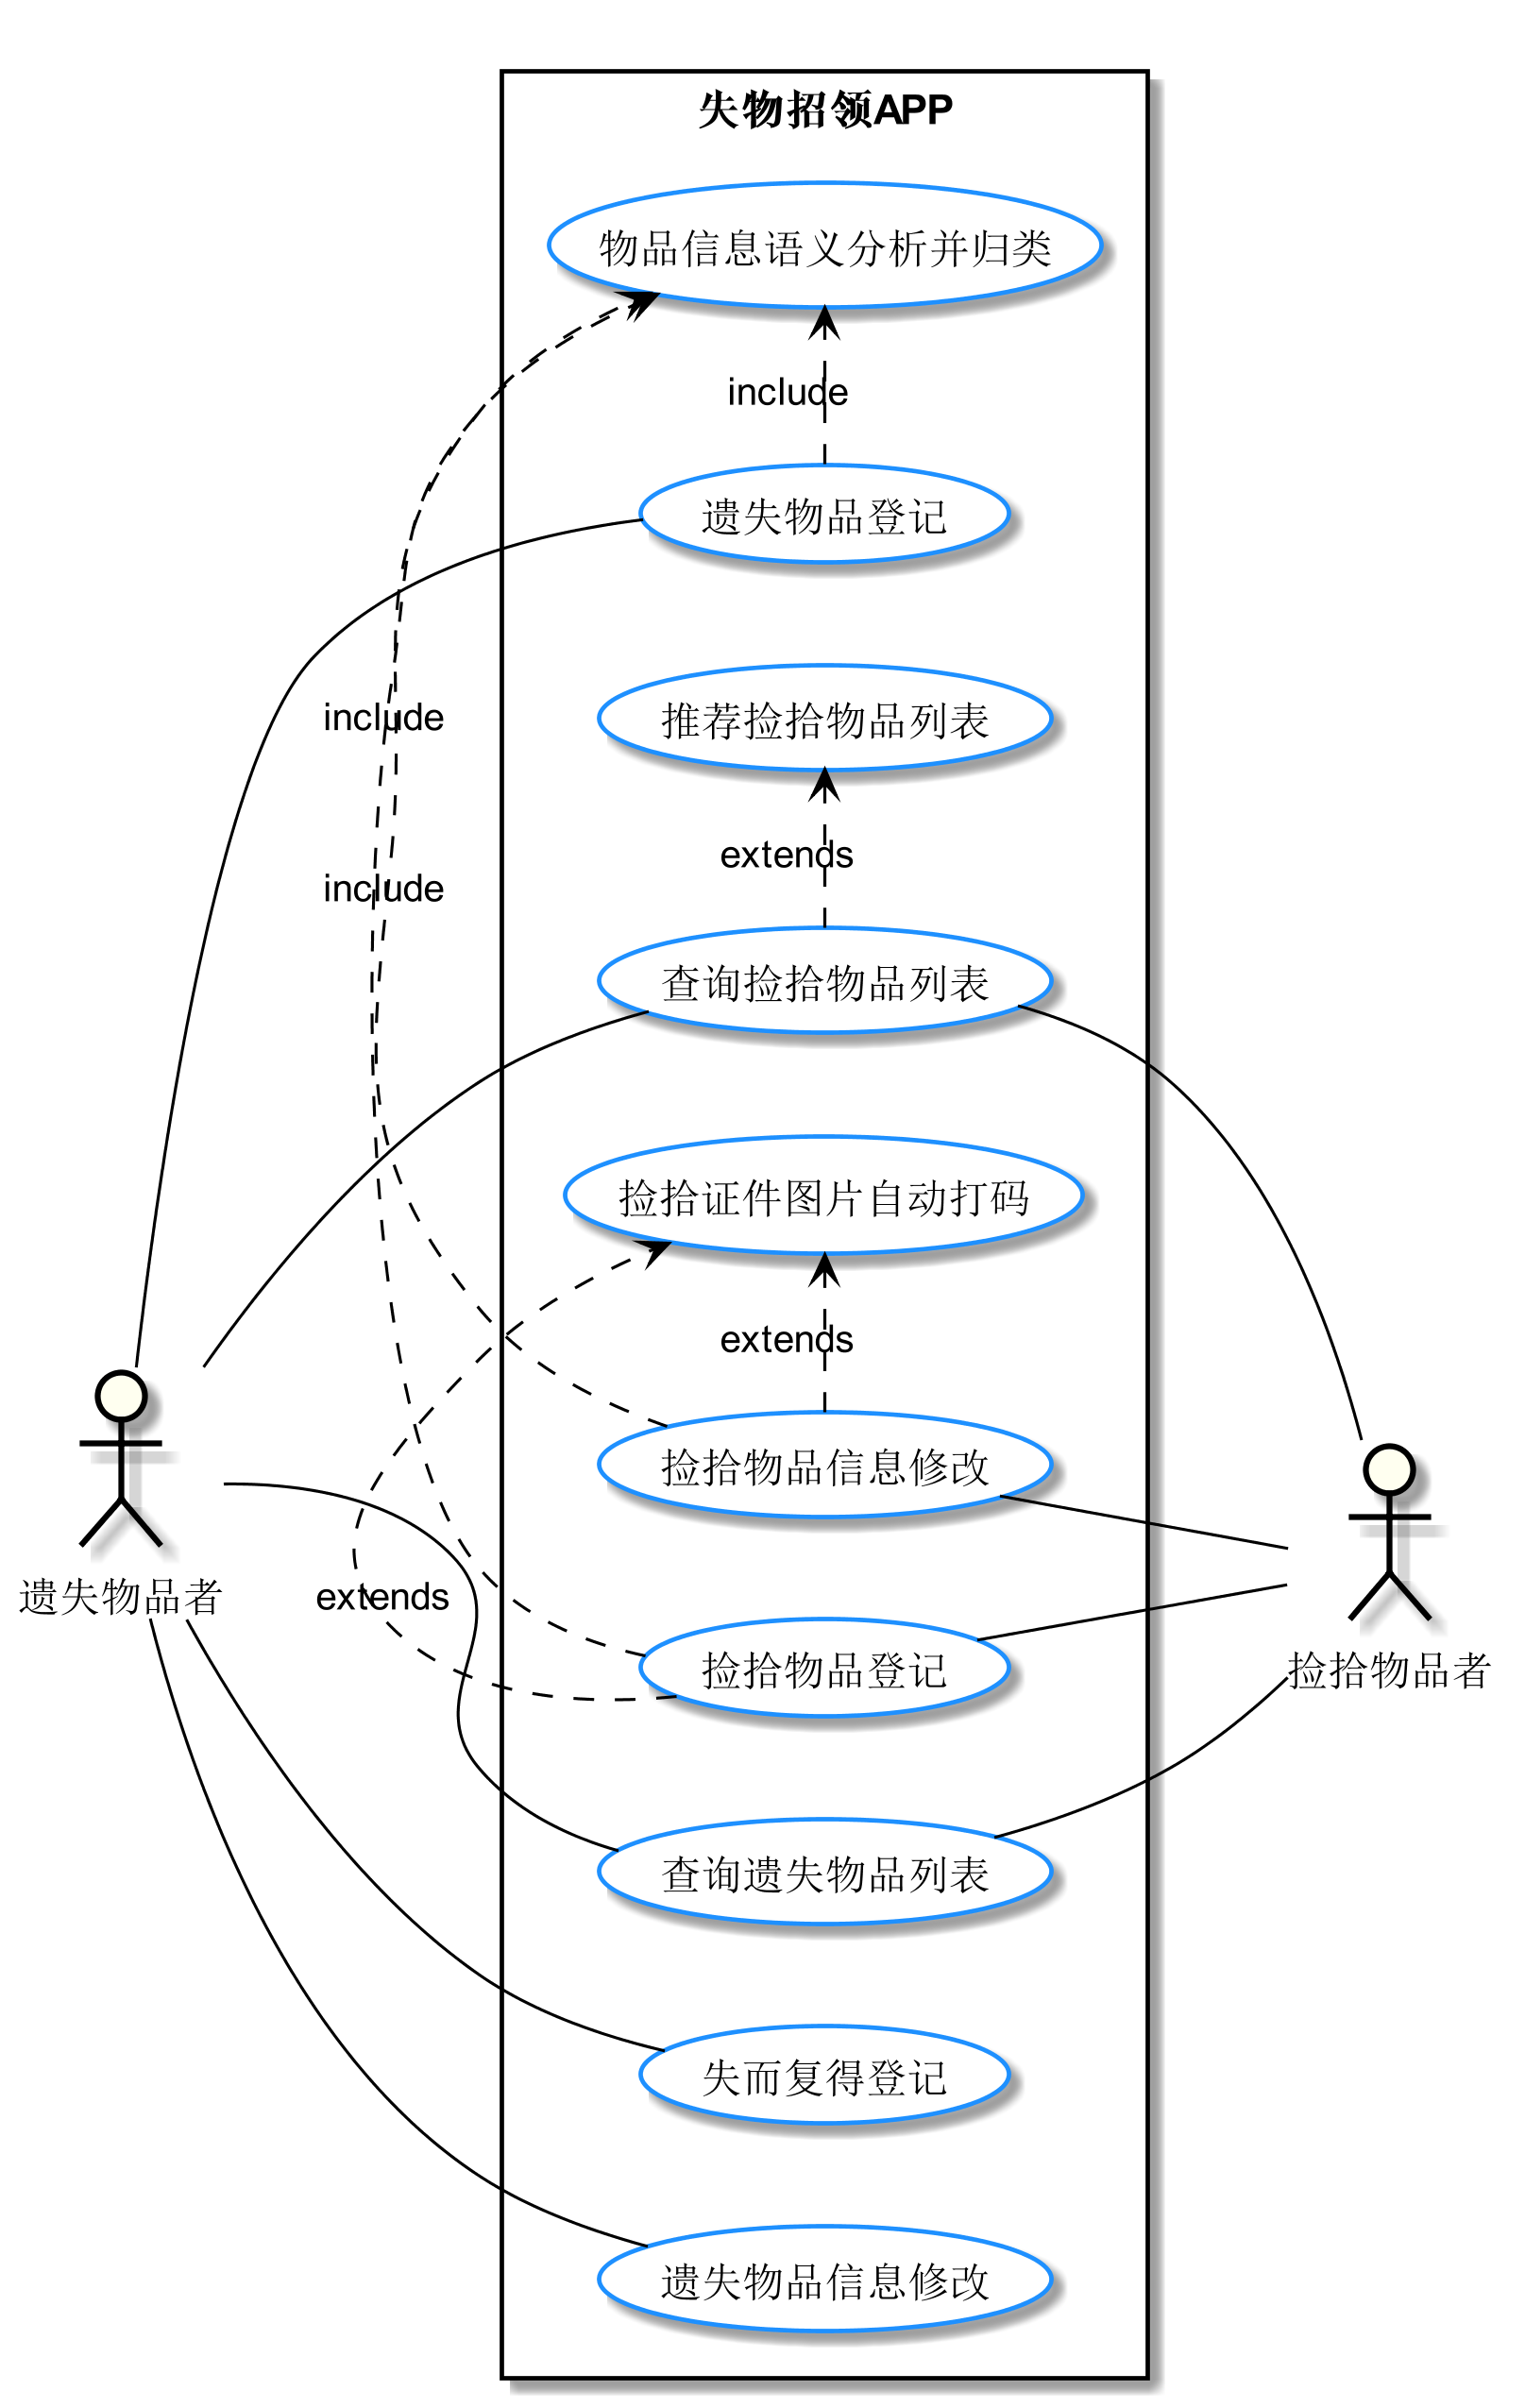 失物招领APP
物品信息语义分析并归类
include
遗失物品登记
include
推荐捡拾物品列表
extends
include
查询捡拾物品列表
捡拾证件图片自动打码
extends
捡拾物品信息修改
extends
遗失物品者
捡拾物品登记
捡拾物品者
查询遗失物品列表
失而复得登记
遗失物品信息修改